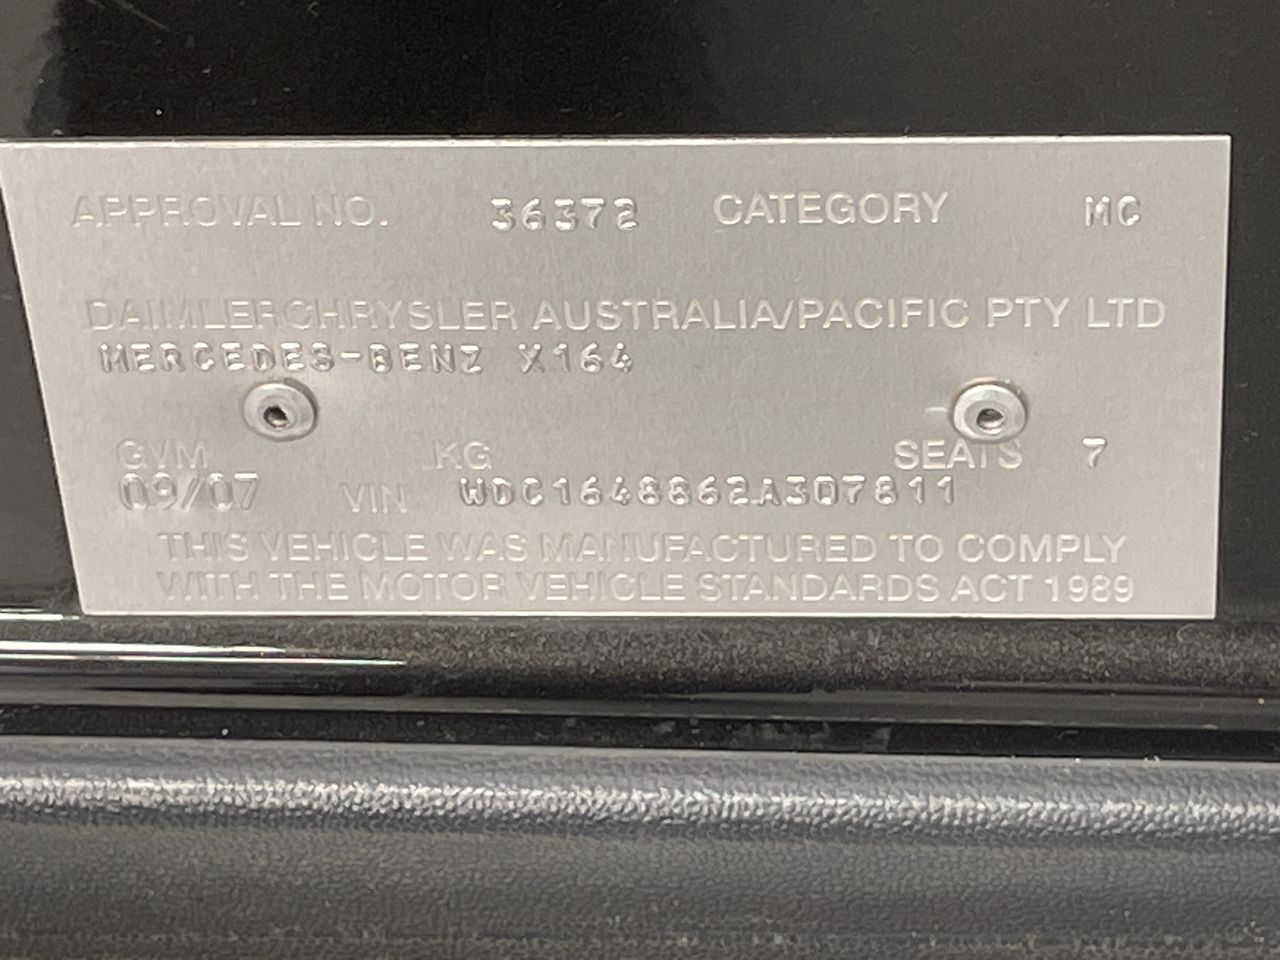 APPROVAL NO. 36372 CATEGORY MC
DAIMLERCHRYSLER AUSTRALIA/PACIFIC PTY LTD
MERCEDES-BENZ X164
GVM KG SEATS 7
09/07 VIN WDC1648862A307811
THIS VEHICLE WAS MANUFACTURED TO COMPLY
WITH THE MOTOR VEHICLE STANDARDS ACT 1989